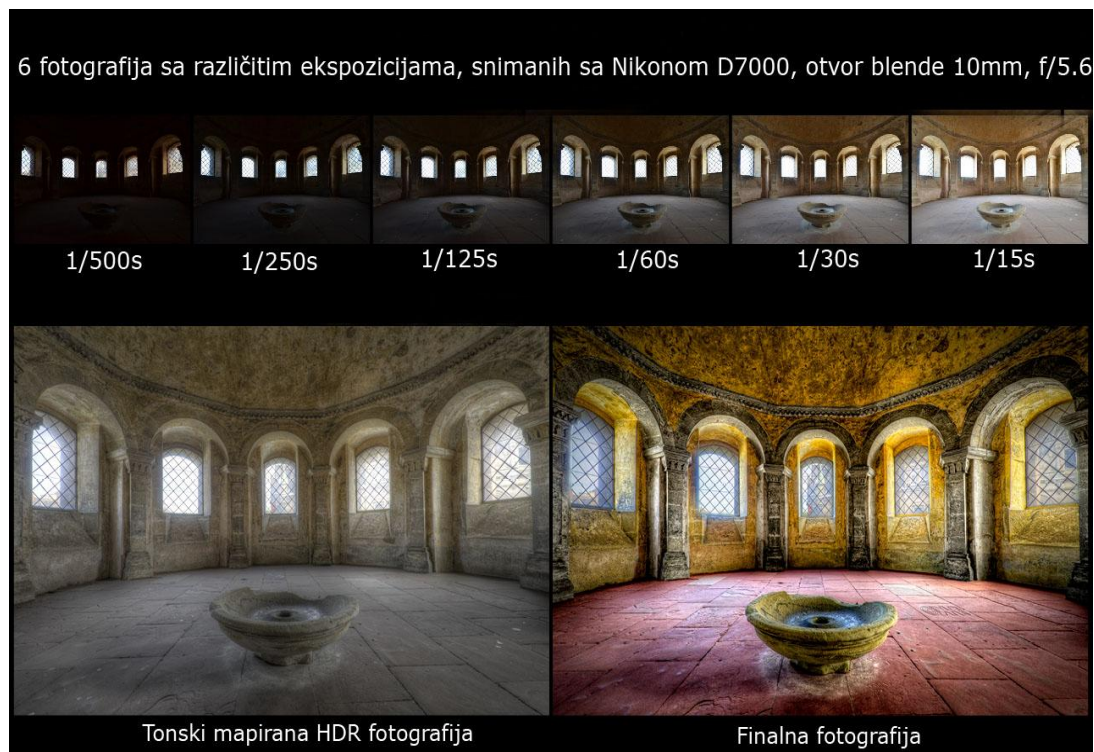 6 fotografija sa različitim ekspozicijama, snimanih sa Nikonom D7000, otvor blende 10mm, f/5.6
1/500s 1/250s 1/125s 1/60s 1/30s 1/15s
Tonski mapirana HDR fotografija Finalna fotografija